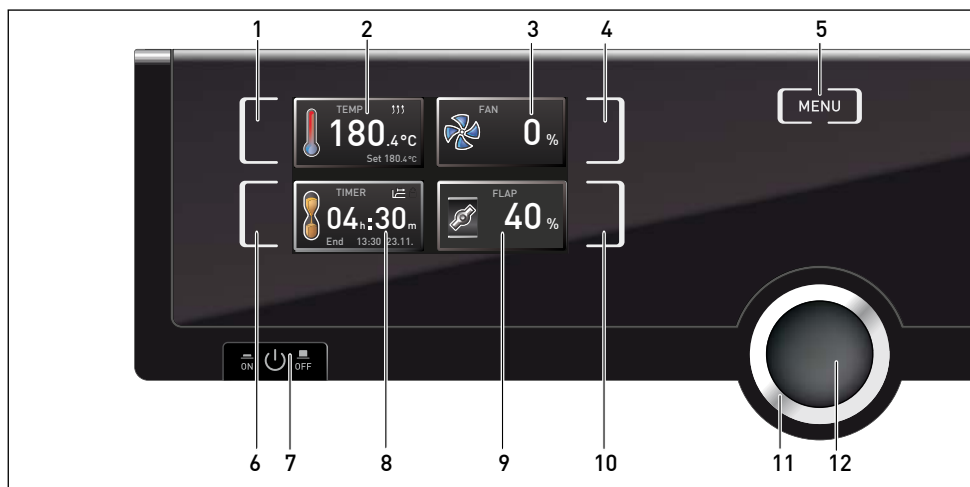 1 2 3 4 5
TEMP
180.4°C
Set 180.4°C
FAN
0 %
MENU
TIMER
04h:30m
End 13:30 23.11.
FLAP
40 %
ON OFF
6 7 8 9 10 11 12